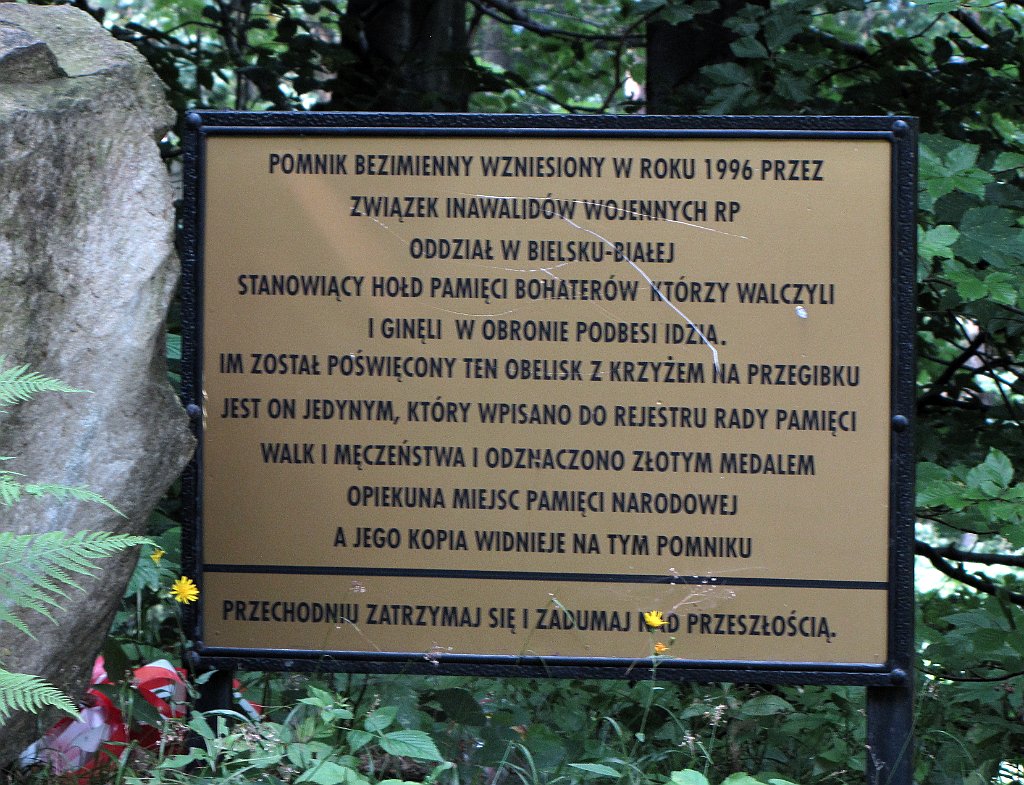 POMNIK BEZIMIENNY WZNIESIONY W ROKU 1996 PRZEZ
ZWIĄZEK INAWALIDÓW WOJENNYCH RP
ODDZIAŁ W BIELSKU-BIAŁEJ
STANOWIĄCY HOŁD PAMIĘCI BOHATERÓW KTÓRZY WALCZYLI
I GINĘLI W OBRONIE PODBESI IDZIA.
IM ZOSTAŁ POŚWIĘCONY TEN OBELISK Z KRZYŻEM NA PRZEGIBKU
JEST ON JEDYNYM, KTÓRY WPISANO DO REJESTRU RADY PAMIĘCI
WALK I MĘCZEŃSTWA I ODZNACZONO ZŁOTYM MEDALEM
OPIEKUNA MIEJSC PAMIĘCI NARODOWEJ
A JEGO KOPIA WIDNIEJE NA TYM POMNIKU
PRZECHODNIU ZATRZYMAJ SIĘ I ZADUMAJ NAD PRZESZŁOŚCIĄ.